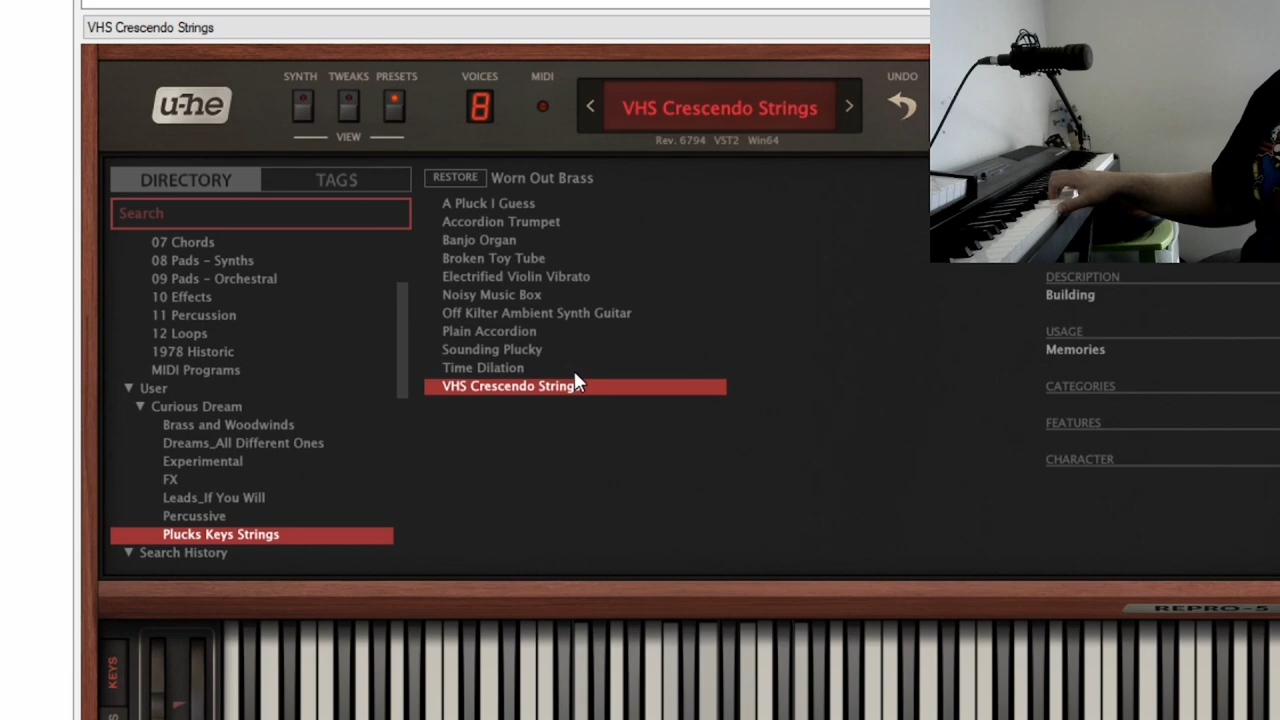 VHS Crescendo Strings
u-he
SYNTH TWEAKS PRESETS
VIEW
VOICES
8
MIDI
VHS Crescendo Strings
Rev. 6794 VST2 Win64
UNDO
DIRECTORY TAGS
Search
07 Chords
08 Pads - Synths
09 Pads - Orchestral
10 Effects
11 Percussion
12 Loops
1978 Historic
MIDI Programs
User
Curious Dream
Brass and Woodwinds
Dreams_All Different Ones
Experimental
FX
Leads_If You Will
Percussive
Plucks Keys Strings
Search History
RESTORE Worn Out Brass
A Pluck I Guess
Accordion Trumpet
Banjo Organ
Broken Toy Tube
Electrified Violin Vibrato
Noisy Music Box
Off Kilter Ambient Synth Guitar
Plain Accordion
Sounding Plucky
Time Dilation
VHS Crescendo Strings
DESCRIPTION
Building
USAGE
Memories
CATEGORIES
FEATURES
CHARACTER
REPRO-5
KEYS